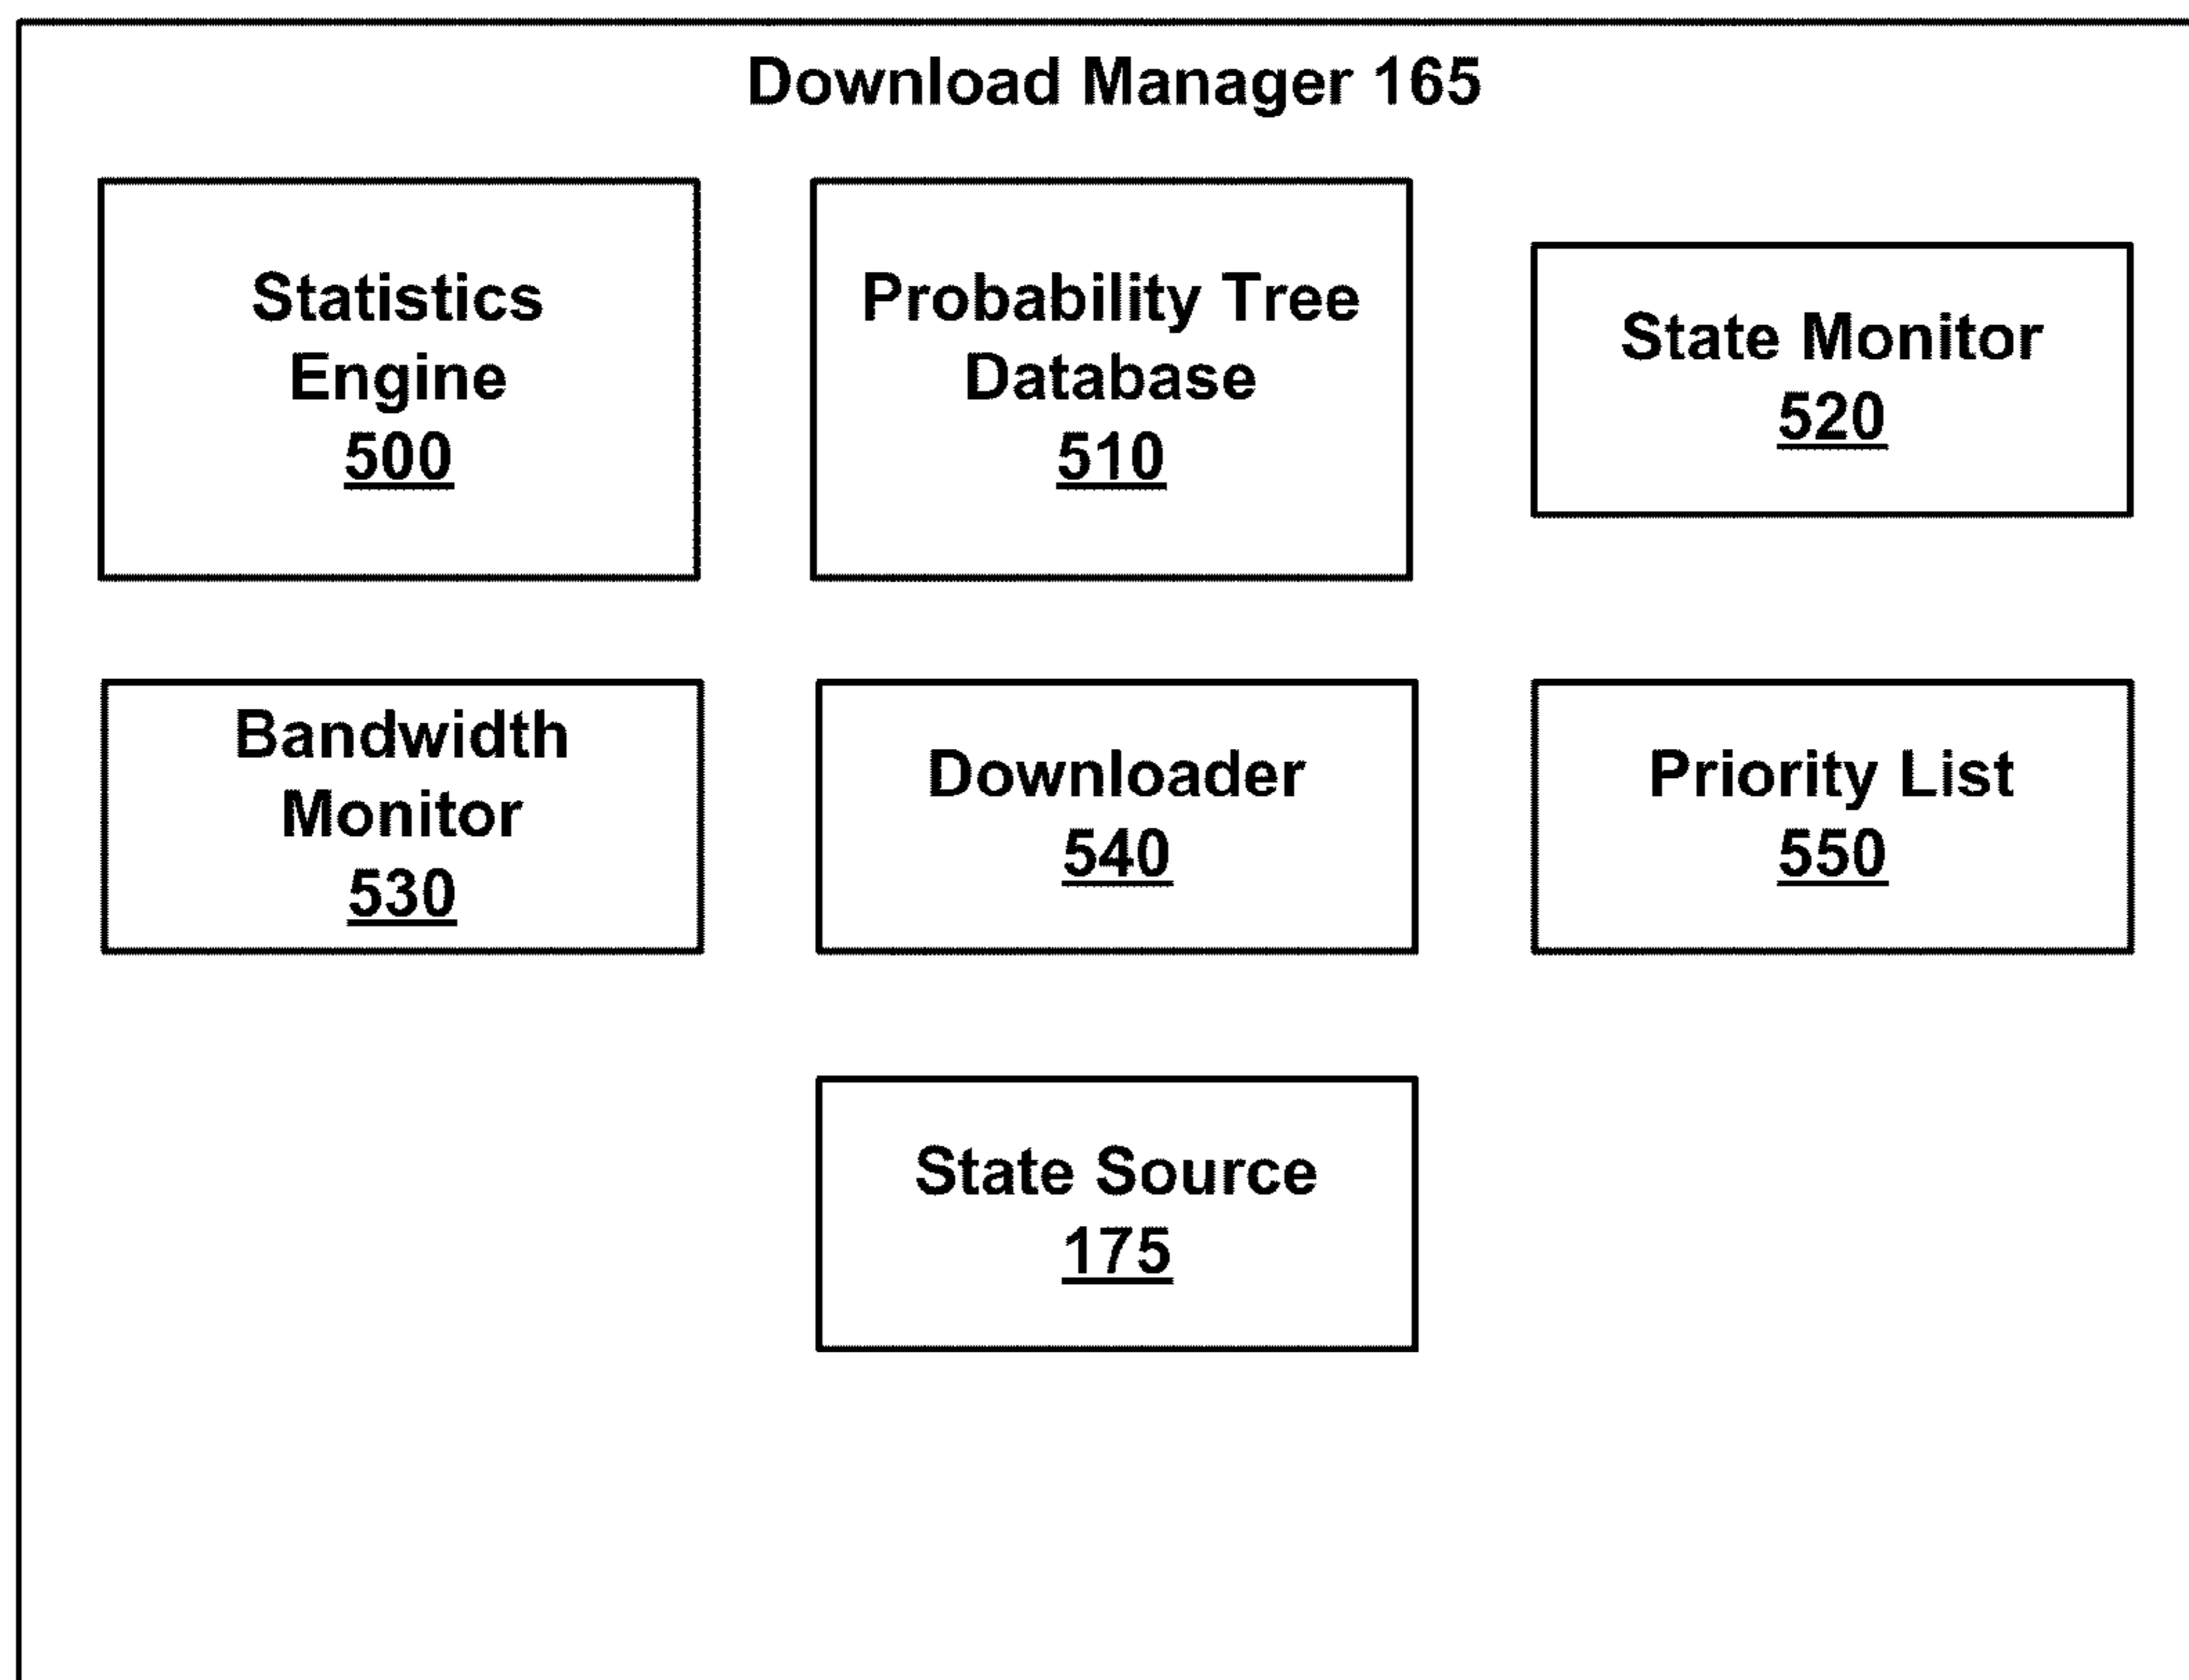 Download Manager 165
Statistics
Engine
500
Probability Tree
Database
510
State Monitor
520
Bandwidth
Monitor
530
Downloader
540
Priority List
550
State Source
175